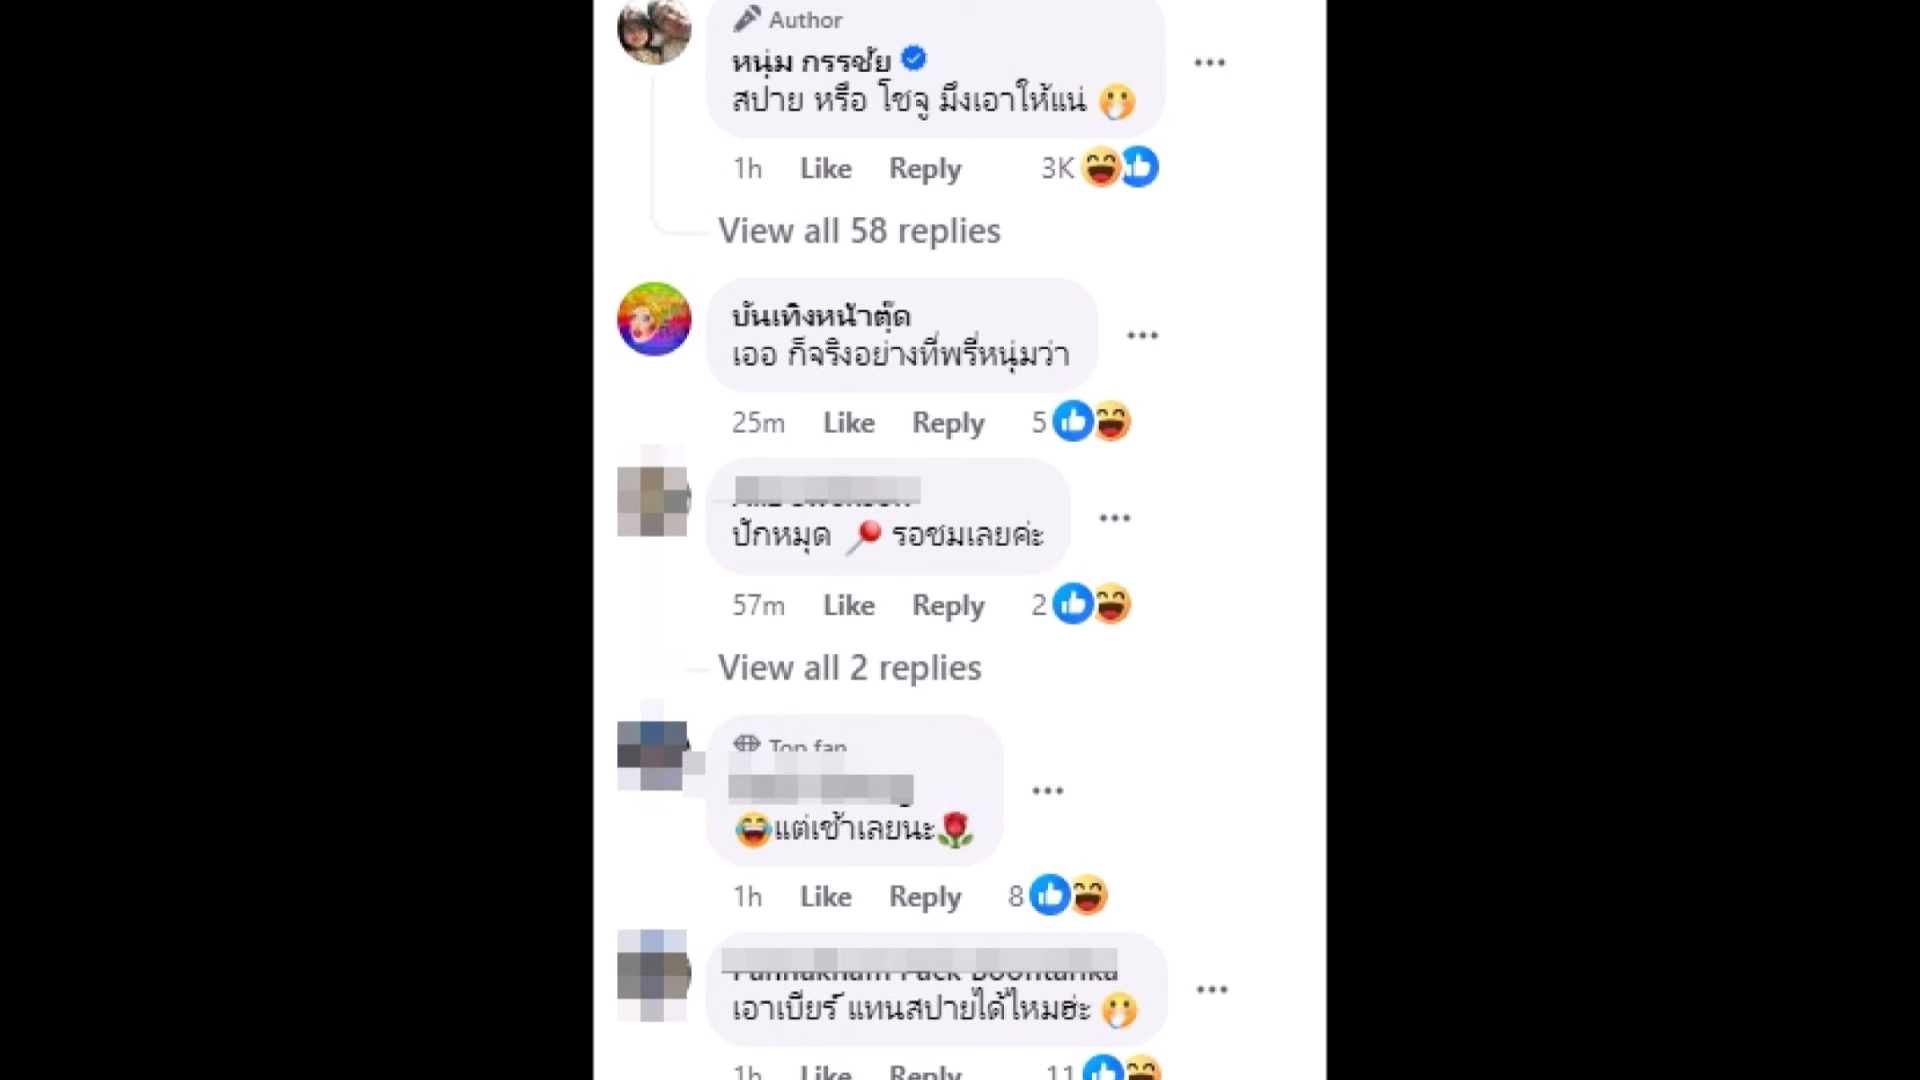 Author
หนุ่ม กรรชัย
สปาย หรือ โซจู มึงเอาให้แน่ 🫢
1h Like Reply 3K
View all 58 replies
บันเทิงหน้าตุ๊ด
เออ ก็จริงอย่างที่พรี่หนุ่มว่า
25m Like Reply 5
ปักหมุด 📍 รอชมเลยค่ะ
57m Like Reply 2
View all 2 replies
Top fan
😂แต่เช้าเลยนะ🌹
1h Like Reply 8
เอาเบียร์ แทนสปายได้ไหมฮ่ะ 🫢
1h Like Reply 11